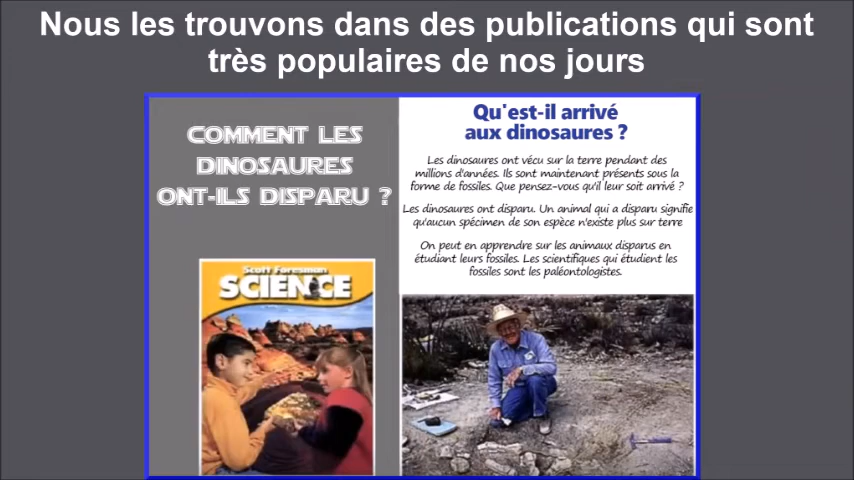 Nous les trouvons dans des publications qui sont
très populaires de nos jours
COMMENT LES
DINOSAURES
ONT-ILS DISPARU ?
Scott Foresman
SCIENCE
Qu'est-il arrivé
aux dinosaures ?
Les dinosaures ont vécu sur la terre pendant des
millions d'années. Ils sont maintenant présents sous la
forme de fossiles. Que pensez-vous qu'il leur soit arrivé ?
Les dinosaures ont disparu. Un animal qui a disparu signifie
qu'aucun spécimen de son espèce n'existe plus sur terre
On peut en apprendre sur les animaux disparus en
étudiant leurs fossiles. Les scientifiques qui étudient les
fossiles sont les paléontologistes.